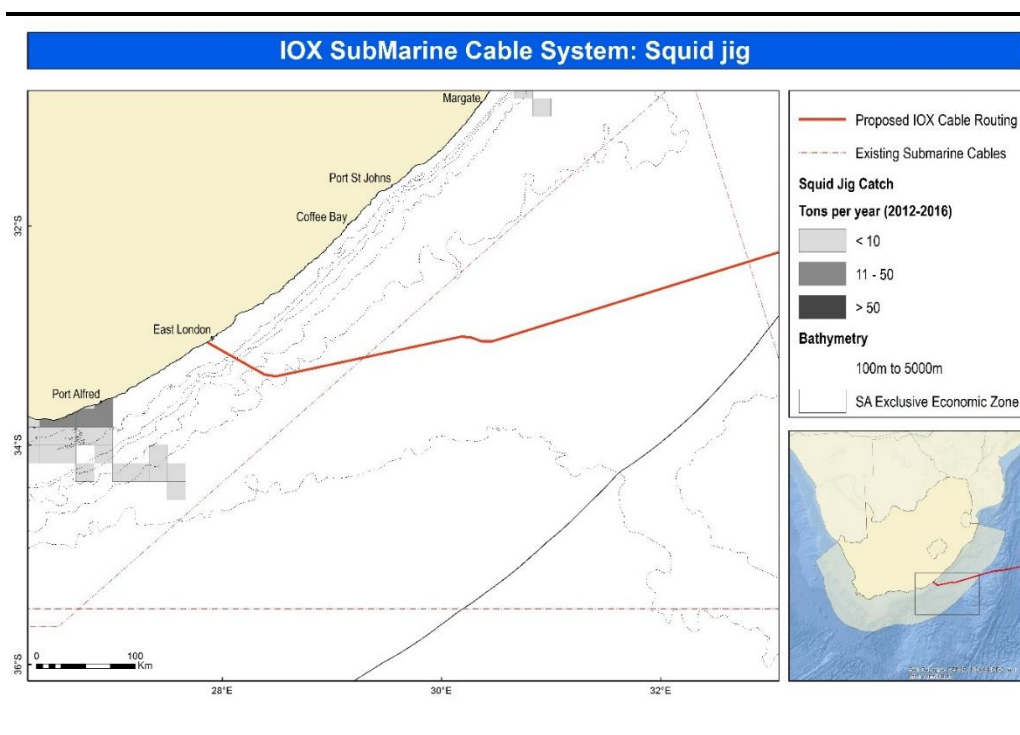 IOX SubMarine Cable System: Squid jig
Margate
Port St Johns
Coffee Bay
East London
Port Alfred
32°S
34°S
36°S
0 100
Km
28°E 30°E 32°E
Proposed IOX Cable Routing
Existing Submarine Cables
Squid Jig Catch
Tons per year (2012-2016)
< 10
11 - 50
> 50
Bathymetry
100m to 5000m
SA Exclusive Economic Zone